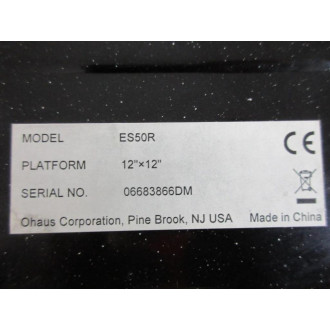 MODEL ES50R
PLATFORM 12"×12"
SERIAL NO. 06683866DM
Ohaus Corporation, Pine Brook, NJ USA Made in China
CE